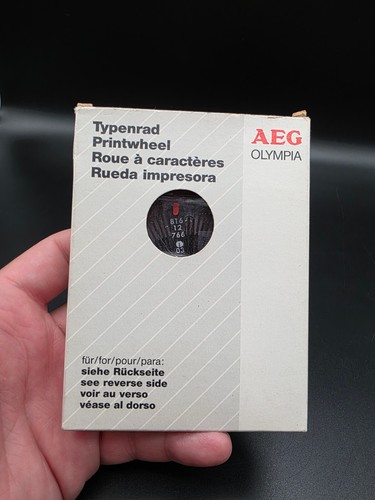 Typenrad
Printwheel
Roue à caractères
Rueda impresora
AEG
OLYMPIA
12
766
für/for/pour/para:
siehe Rückseite
see reverse side
voir au verso
véase al dorso